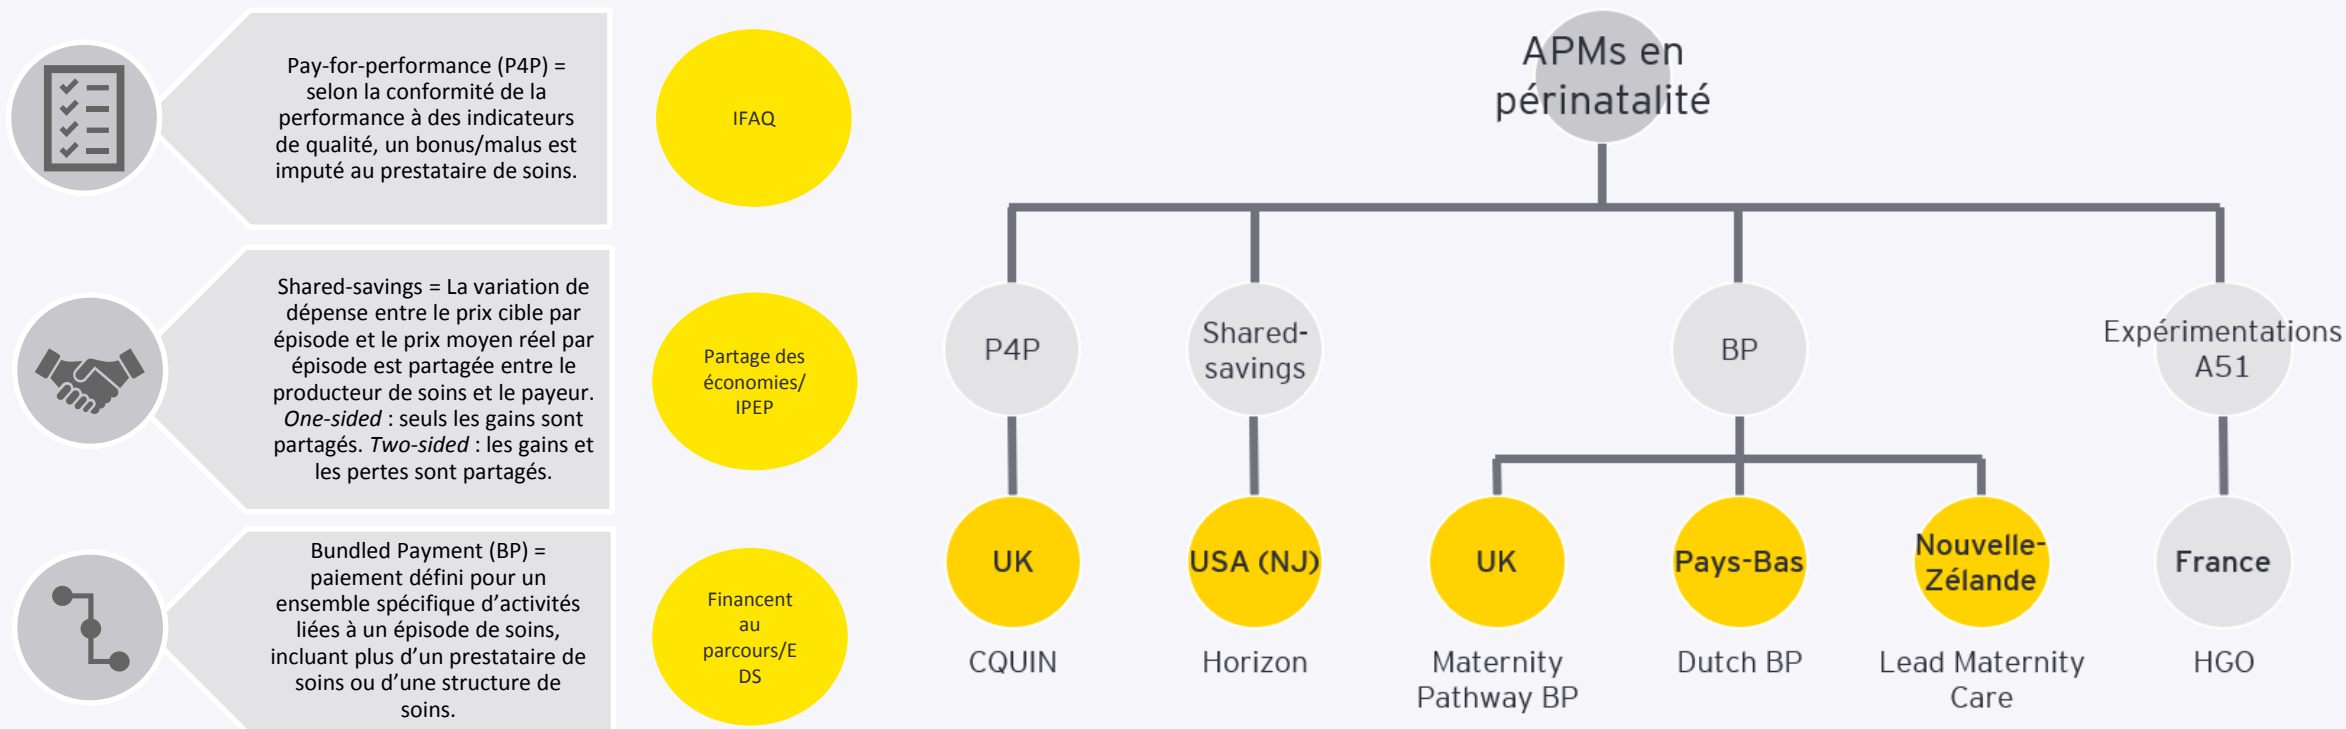 Pay-for-performance (P4P) =
selon la conformité de la
performance à des indicateurs
de qualité, un bonus/malus est
imputé au prestataire de soins.
IFAQ
Shared-savings = La variation de
dépense entre le prix cible par
épisode et le prix moyen réel par
épisode est partagée entre le
producteur de soins et le payeur.
One-sided : seuls les gains sont
partagés. Two-sided : les gains et
les pertes sont partagés.
Partage des
économies/
IPEP
Bundled Payment (BP) =
paiement défini pour un
ensemble spécifique d’activités
liées à un épisode de soins,
incluant plus d’un prestataire de
soins ou d’une structure de
soins.
Financent
au
parcours/E
DS
APMs en
périnatalité
P4P
Shared-
savings
BP
Expérimentations
A51
UK
USA (NJ)
UK
Pays-Bas
Nouvelle-
Zélande
France
CQUIN
Horizon
Maternity
Pathway BP
Dutch BP
Lead Maternity
Care
HGO